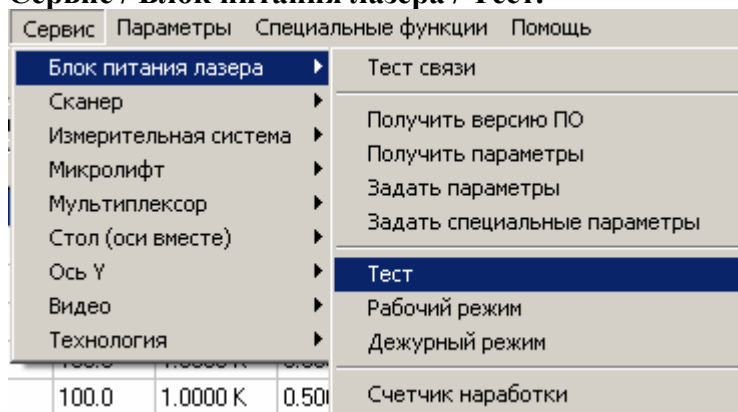 Сервис / Блок питания лазера / Тест.
Сервис Параметры Специальные функции Помощь
Блок питания лазера
Сканер
Измерительная система
Микролифт
Мультиплексор
Стол (оси вместе)
Ось Y
Видео
Технология
Тест связи
Получить версию ПО
Получить параметры
Задать параметры
Задать специальные параметры
Тест
Рабочий режим
Дежурный режим
Счетчик наработки
100.0 1.0000 K 0.50